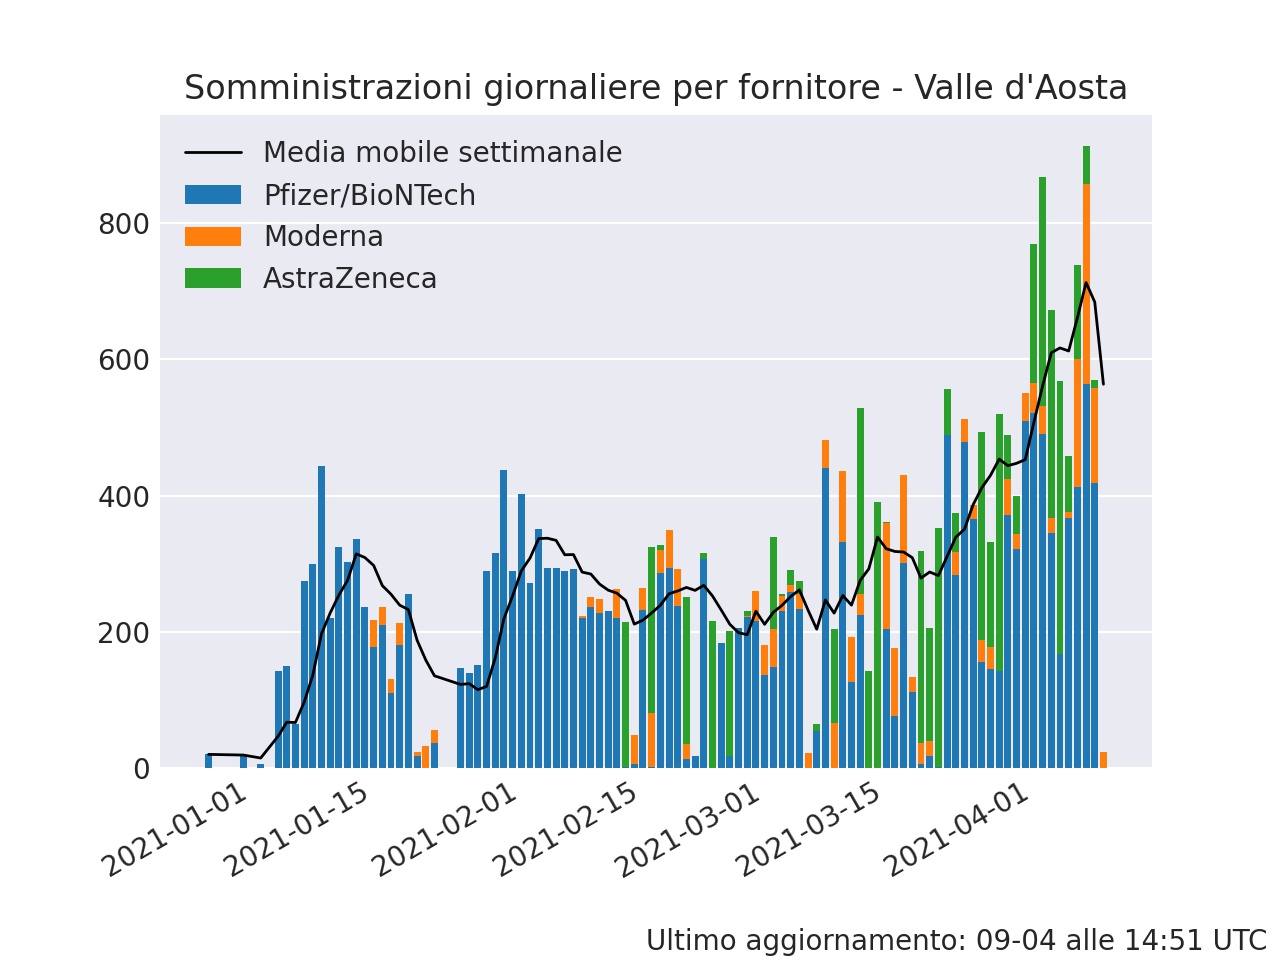 Somministrazioni giornaliere per fornitore - Valle d'Aosta
Media mobile settimanale
Pfizer/BioNTech
Moderna
AstraZeneca
800
600
400
200
0
2021-01-01
2021-01-15
2021-02-01
2021-02-15
2021-03-01
2021-03-15
2021-04-01
Ultimo aggiornamento: 09-04 alle 14:51 UTC